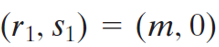 (r₁, s₁) = (m, 0)